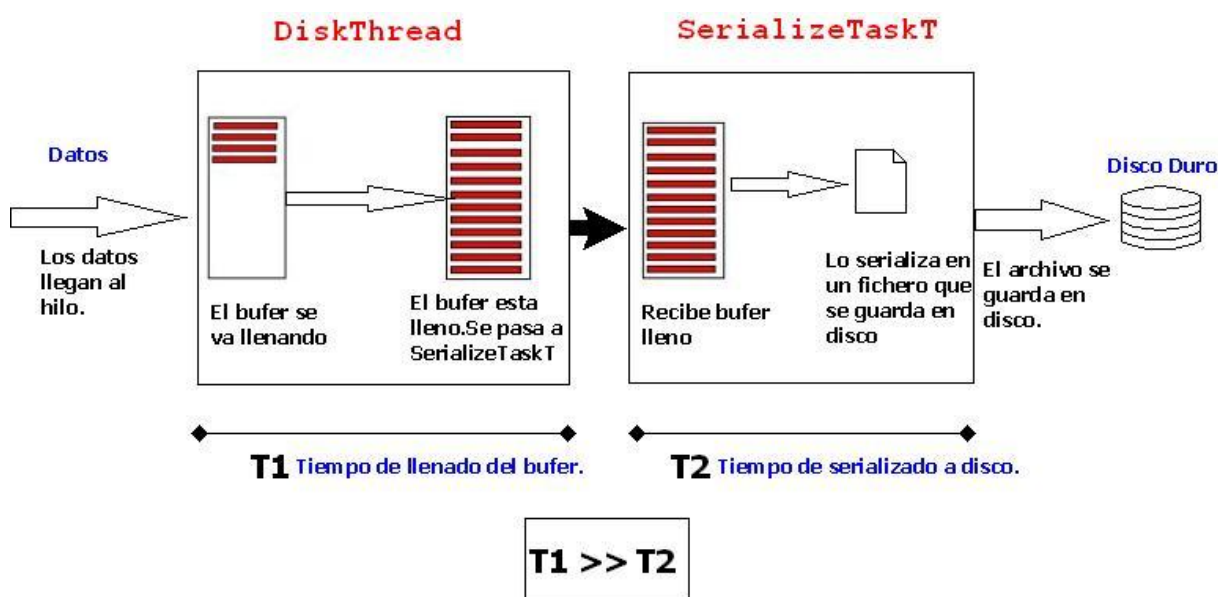 DiskThread
SerializeTaskT
Datos
Los datos
llegan al
hilo.
El bufer se
va llenando
El bufer esta
lleno.Se pasa a
SerializeTaskT
Recibe bufer
lleno
Lo serializa en
un fichero que
se guarda en
disco
El archivo se
guarda en
disco.
Disco Duro
T1 Tiempo de llenado del bufer.
T2 Tiempo de serializado a disco.
T1 >> T2